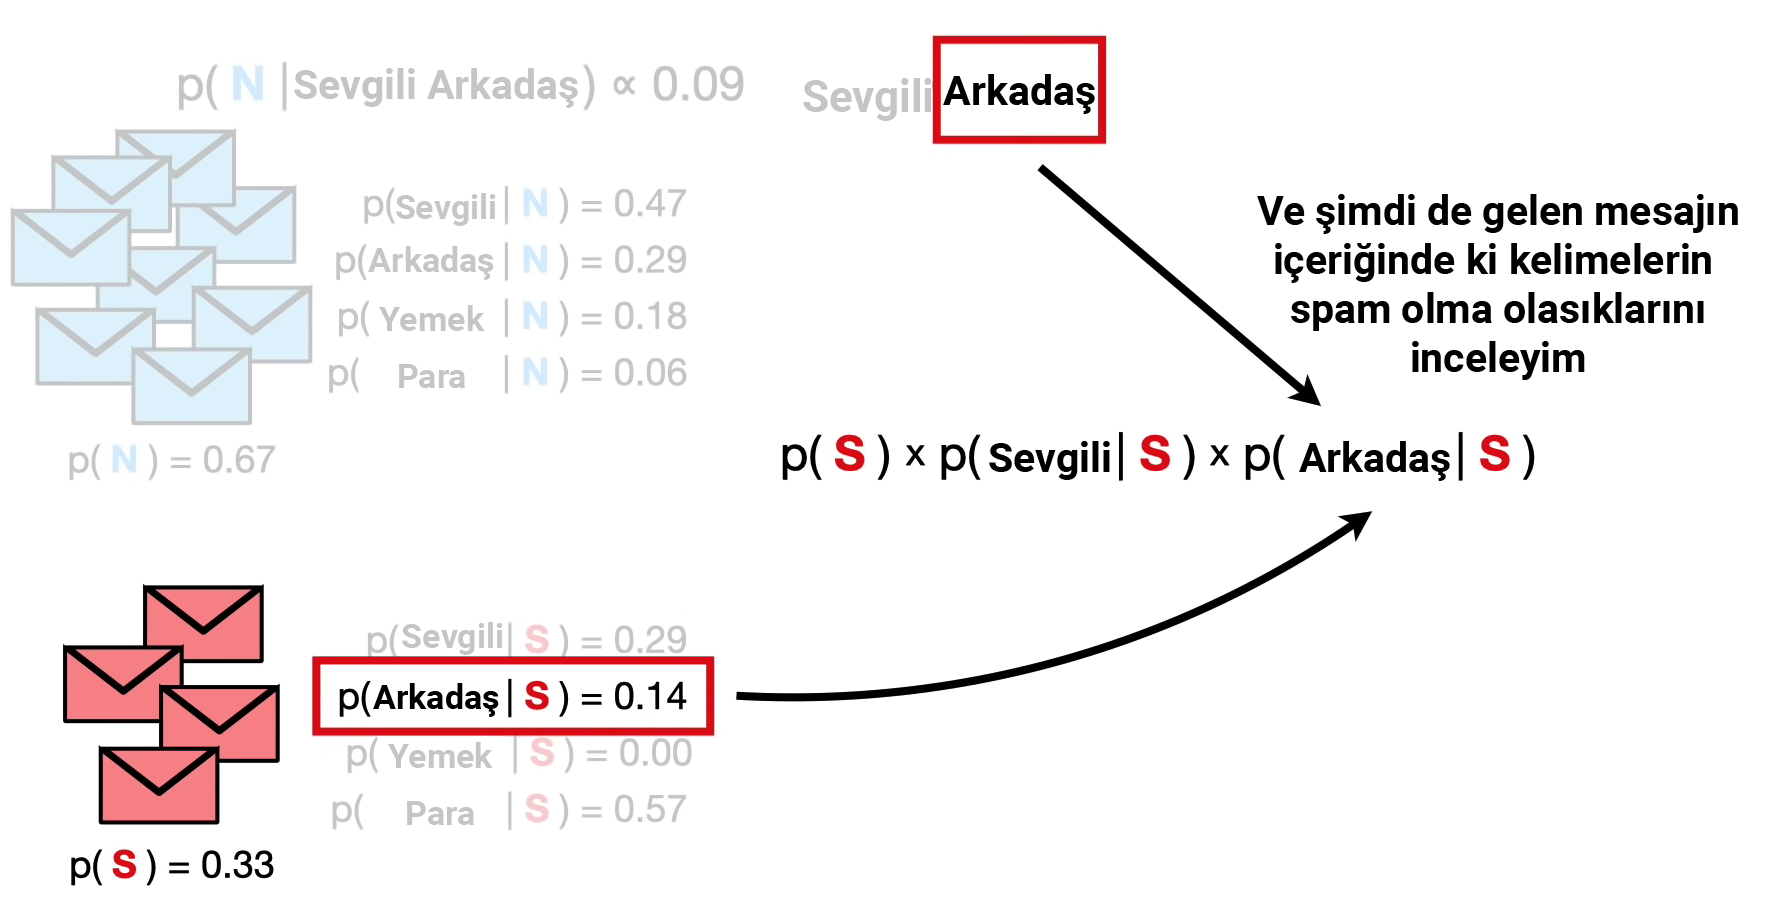 p( N |Sevgili Arkadaş) ∝ 0.09
Sevgili Arkadaş
p(Sevgili| N ) = 0.47
p(Arkadaş| N ) = 0.29
p( Yemek | N ) = 0.18
p( Para | N ) = 0.06
p( N ) = 0.67
Ve şimdi de gelen mesajın
içeriğinde ki kelimelerin
spam olma olasıklarını
inceleyim
p( S ) x p(Sevgili| S ) x p( Arkadaş| S )
p(Sevgili| S ) = 0.29
p(Arkadaş| S ) = 0.14
p( Yemek | S ) = 0.00
p( Para | S ) = 0.57
p( S ) = 0.33